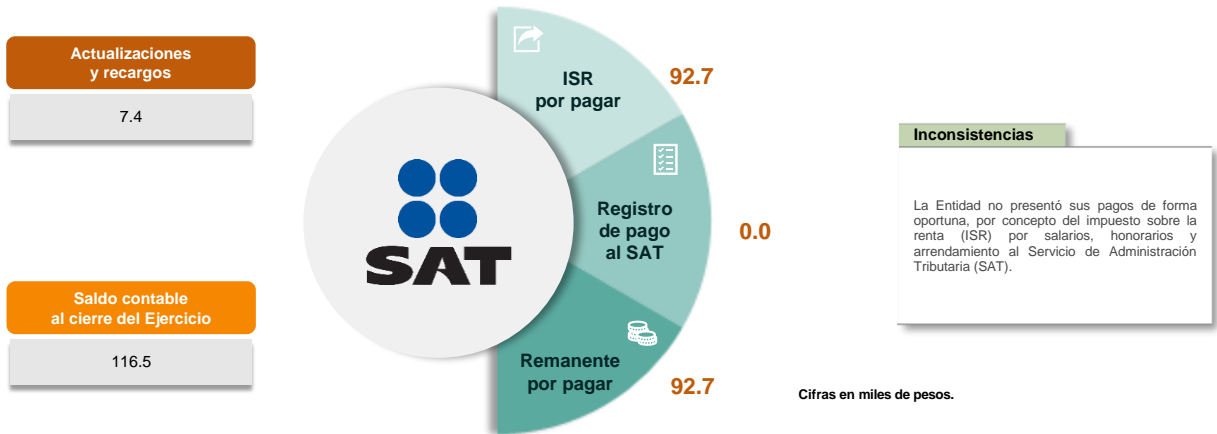 Actualizaciones
y recargos
7.4
Saldo contable
al cierre del Ejercicio
116.5
SAT
ISR
por pagar
92.7
Registro
de pago
al SAT
0.0
Remanente
por pagar
92.7
Inconsistencias
La Entidad no presentó sus pagos de forma
oportuna, por concepto del impuesto sobre la
renta (ISR) por salarios, honorarios y
arrendamiento al Servicio de Administración
Tributaria (SAT).
Cifras en miles de pesos.